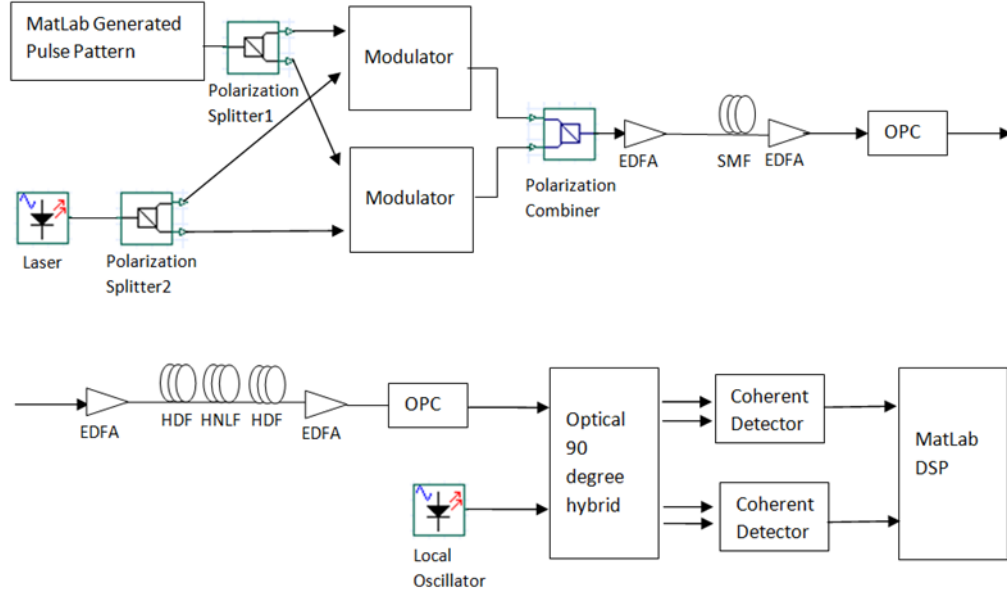 MatLab Generated
Pulse Pattern
Polarization
Splitter1
Modulator
Modulator
Laser
Polarization
Splitter2
Polarization
Combiner
EDFA
SMF
EDFA
OPC
EDFA
HDF
HNLF
HDF
EDFA
OPC
Local
Oscillator
Optical
90
degree
hybrid
Coherent
Detector
Coherent
Detector
MatLab
DSP